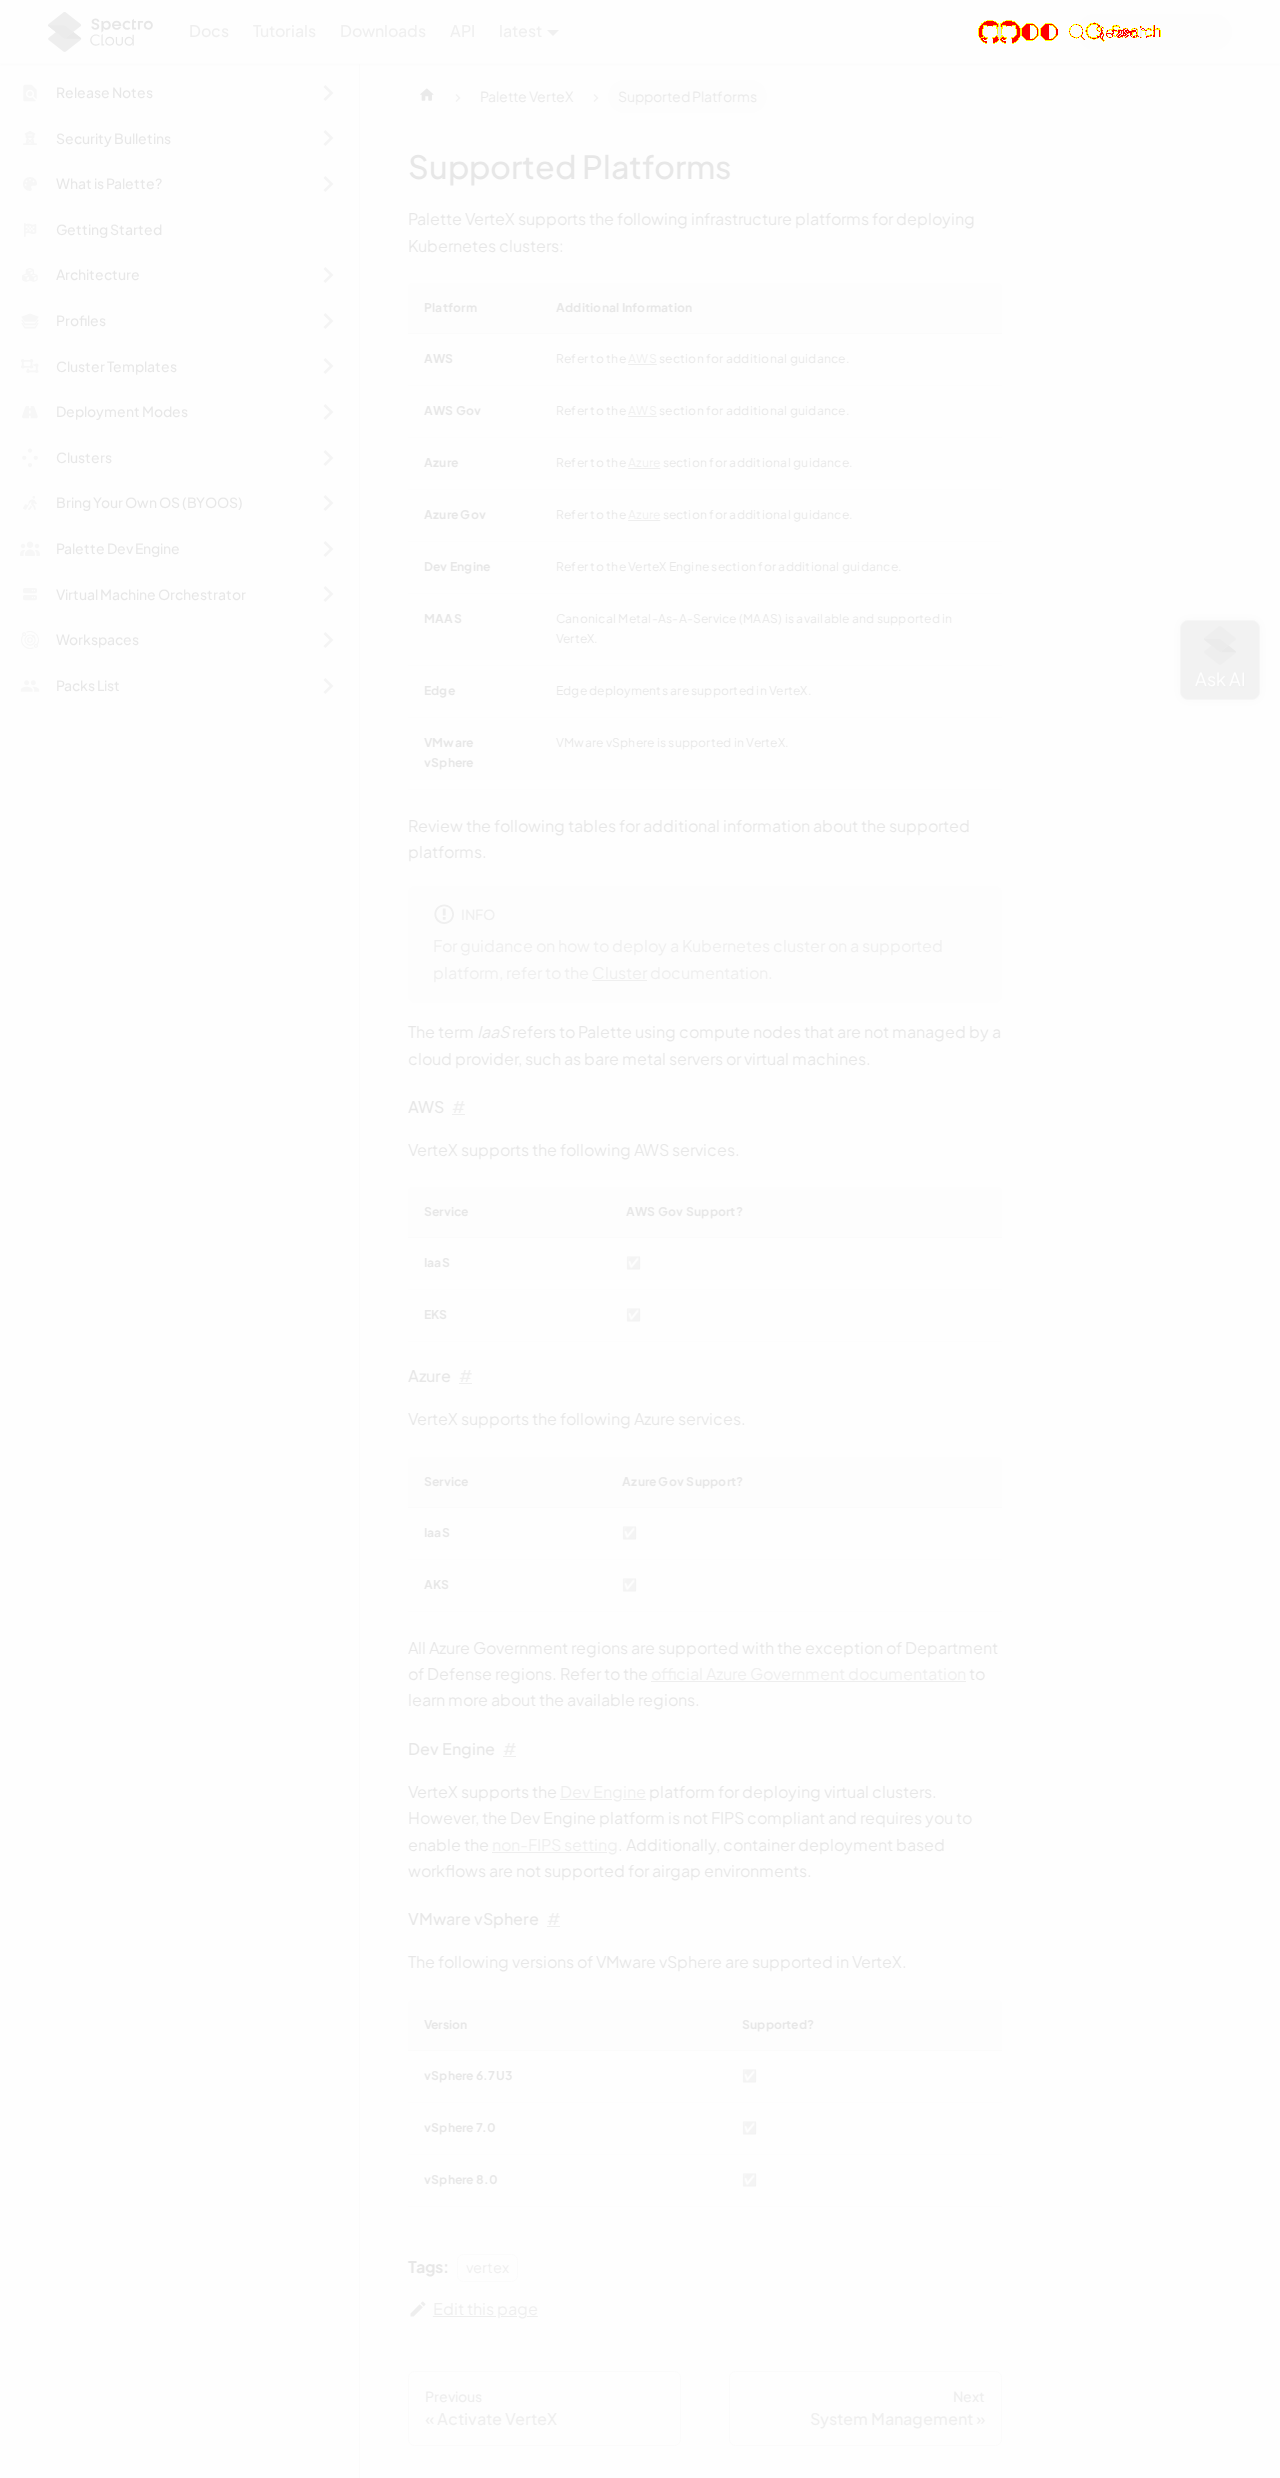 Spectro
Cloud
Docs
Tutorials
Downloads
API
latest
Search
Release Notes
Security Bulletins
What is Palette?
Getting Started
Architecture
Profiles
Cluster Templates
Deployment Modes
Clusters
Bring Your Own OS (BYOOS)
Palette Dev Engine
Virtual Machine Orchestrator
Workspaces
Packs List
Palette VerteX
Supported Platforms
Supported Platforms
Palette VerteX supports the following infrastructure platforms for deploying
Kubernetes clusters:
Platform Additional Information
AWS Refer to the AWS section for additional guidance.
AWS Gov Refer to the AWS section for additional guidance.
Azure Refer to the Azure section for additional guidance.
Azure Gov Refer to the Azure section for additional guidance.
Dev Engine Refer to the VerteX Engine section for additional guidance.
MAAS Canonical Metal-As-A-Service (MAAS) is available and supported in
VerteX
Edge Edge deployments are supported in VerteX.
VMware VMware vSphere is supported in VerteX.
vSphere
Ask AI
Review the following tables for additional information about the supported
platforms.
INFO
For guidance on how to deploy a Kubernetes cluster on a supported
platform, refer to the Cluster documentation.
The term IaaS refers to Palette using compute nodes that are not managed by a
cloud provider, such as bare metal servers or virtual machines.
AWS #
VerteX supports the following AWS services.
Service AWS Gov Support?
IaaS ✅
EKS ✅
Azure #
VerteX supports the following Azure services.
Service Azure Gov Support?
IaaS ✅
AKS ✅
All Azure Government regions are supported with the exception of Department
of Defense regions. Refer to the official Azure Government documentation to
learn more about the available regions.
Dev Engine #
VerteX supports the Dev Engine platform for deploying virtual clusters.
However, the Dev Engine platform is not FIPS compliant and requires you to
enable the non-FIPS setting. Additionally, container deployment based
workflows are not supported for airgap environments.
VMware vSphere #
The following versions of VMware vSphere are supported in VerteX.
Version Supported?
vSphere 6.7U3 ✅
vSphere 7.0 ✅
vSphere 8.0 ✅
Tags: vertex
Edit this page
Previous
« Activate VerteX
Next
System Management »